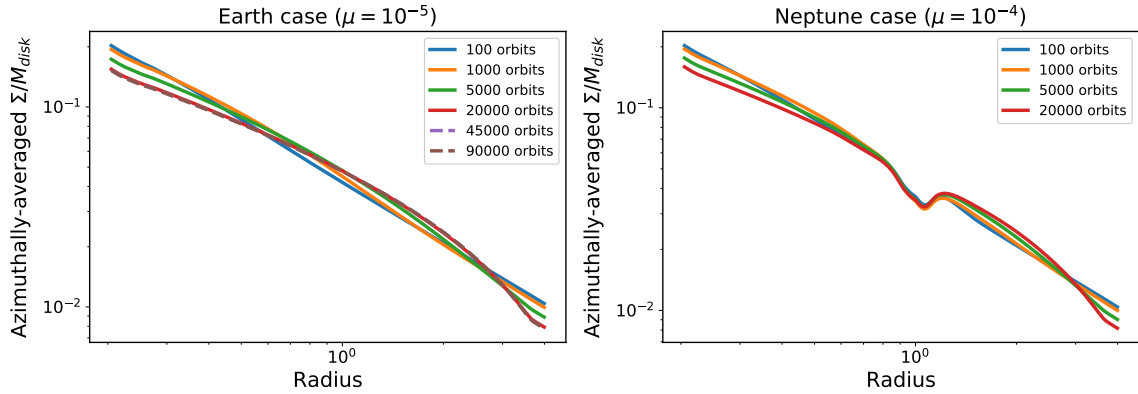 Earth case (μ = 10⁻⁵)
Azimuthally-averaged Σ/M_disk
10⁻¹
10⁻²
10⁰
Radius
100 orbits
1000 orbits
5000 orbits
20000 orbits
45000 orbits
90000 orbits
Neptune case (μ = 10⁻⁴)
Azimuthally-averaged Σ/M_disk
10⁻¹
10⁻²
10⁰
Radius
100 orbits
1000 orbits
5000 orbits
20000 orbits